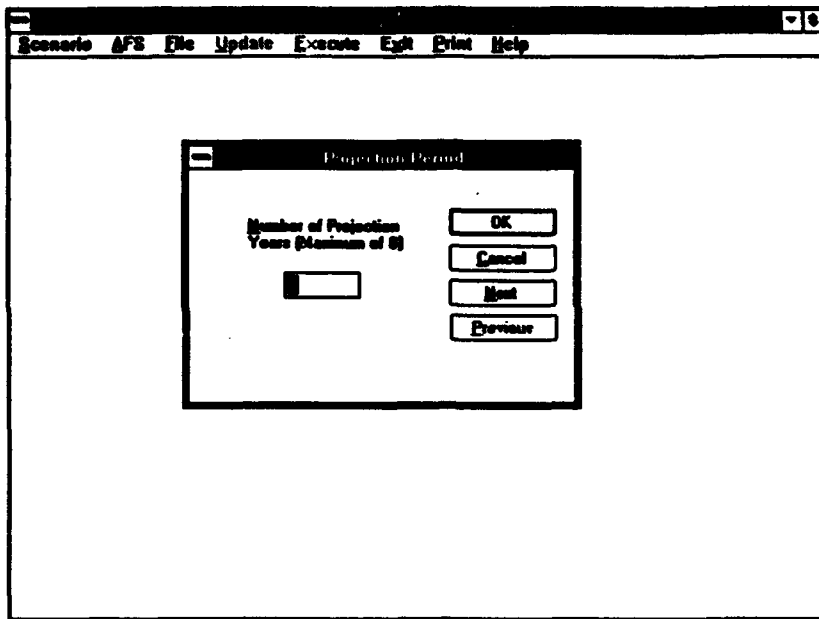 Scenario AFS File Update Execute Exit Print Help
Projection Period
Number of Projection
Years (Maximum of 8)
OK
Cancel
Next
Previous